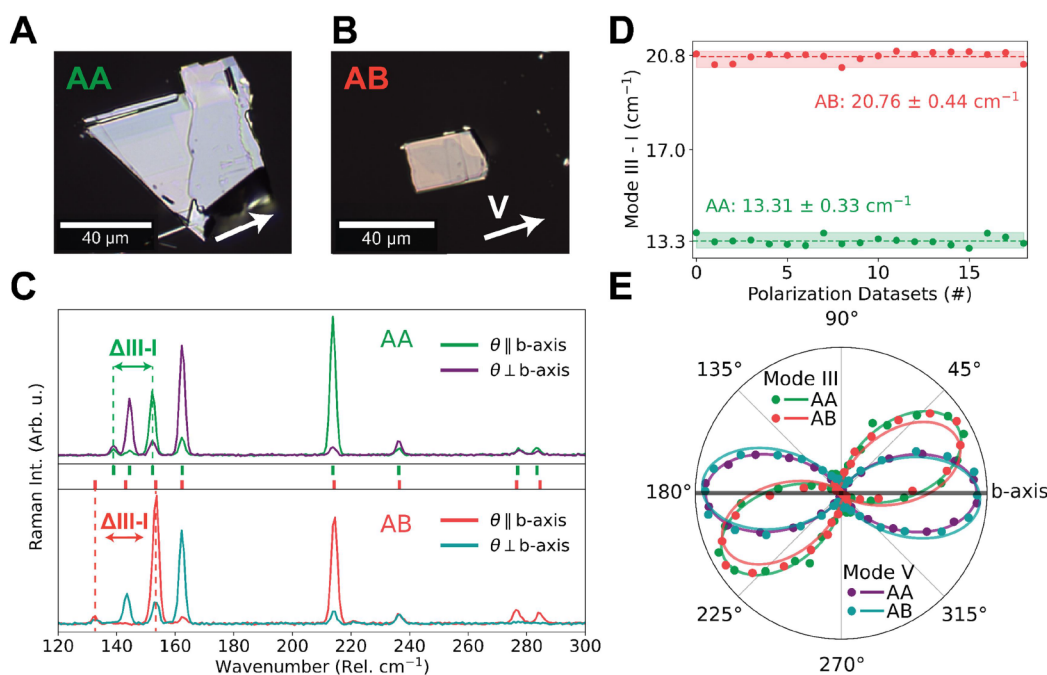 A
AA
40 µm
B
AB
V
40 µm
C
Raman Int. (Arb. u.)
ΔIII-I
AA
θ ∥ b-axis
θ ⊥ b-axis
ΔIII-I
AB
θ ∥ b-axis
θ ⊥ b-axis
120 140 160 180 200 220 240 260 280 300
Wavenumber (Rel. cm⁻¹)
D
Mode III - I (cm⁻¹)
20.8
17.0
13.3
AB: 20.76 ± 0.44 cm⁻¹
AA: 13.31 ± 0.33 cm⁻¹
0 5 10 15
Polarization Datasets (#)
E
90°
135°
45°
Mode III
AA
AB
180°
b-axis
Mode V
AA
AB
225°
315°
270°